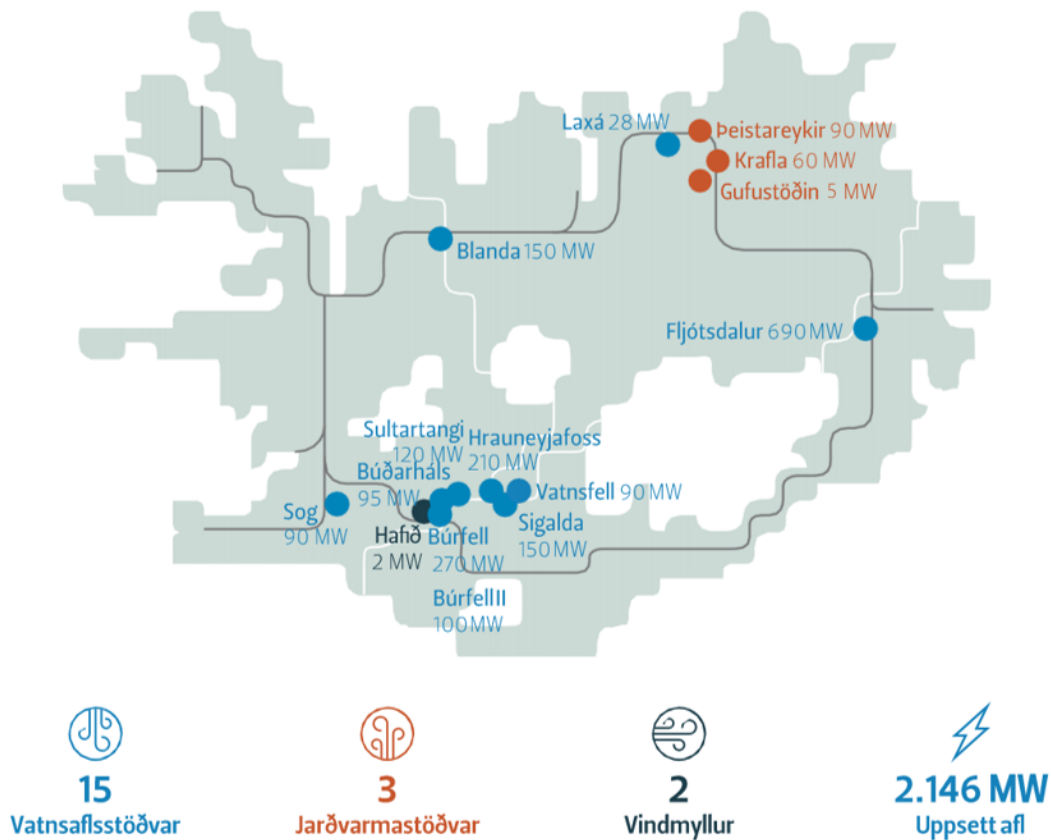 Laxá 28 MW
Þeistareykir 90 MW
Krafla 60 MW
Gufustöðin 5 MW
Blanda 150 MW
Fljótsdalur 690 MW
Sultartangi
120 MW
Hrauneyjafoss
210 MW
Búðarháls
95 MW
Vatnsfell 90 MW
Sog
90 MW
Sigalda
150 MW
Hafið
2 MW
Búrfell
270 MW
Búrfell II
100 MW
15
Vatnsaflsstöðvar
3
Jarðvarmastöðvar
2
Vindmyllur
2.146 MW
Uppsett afl